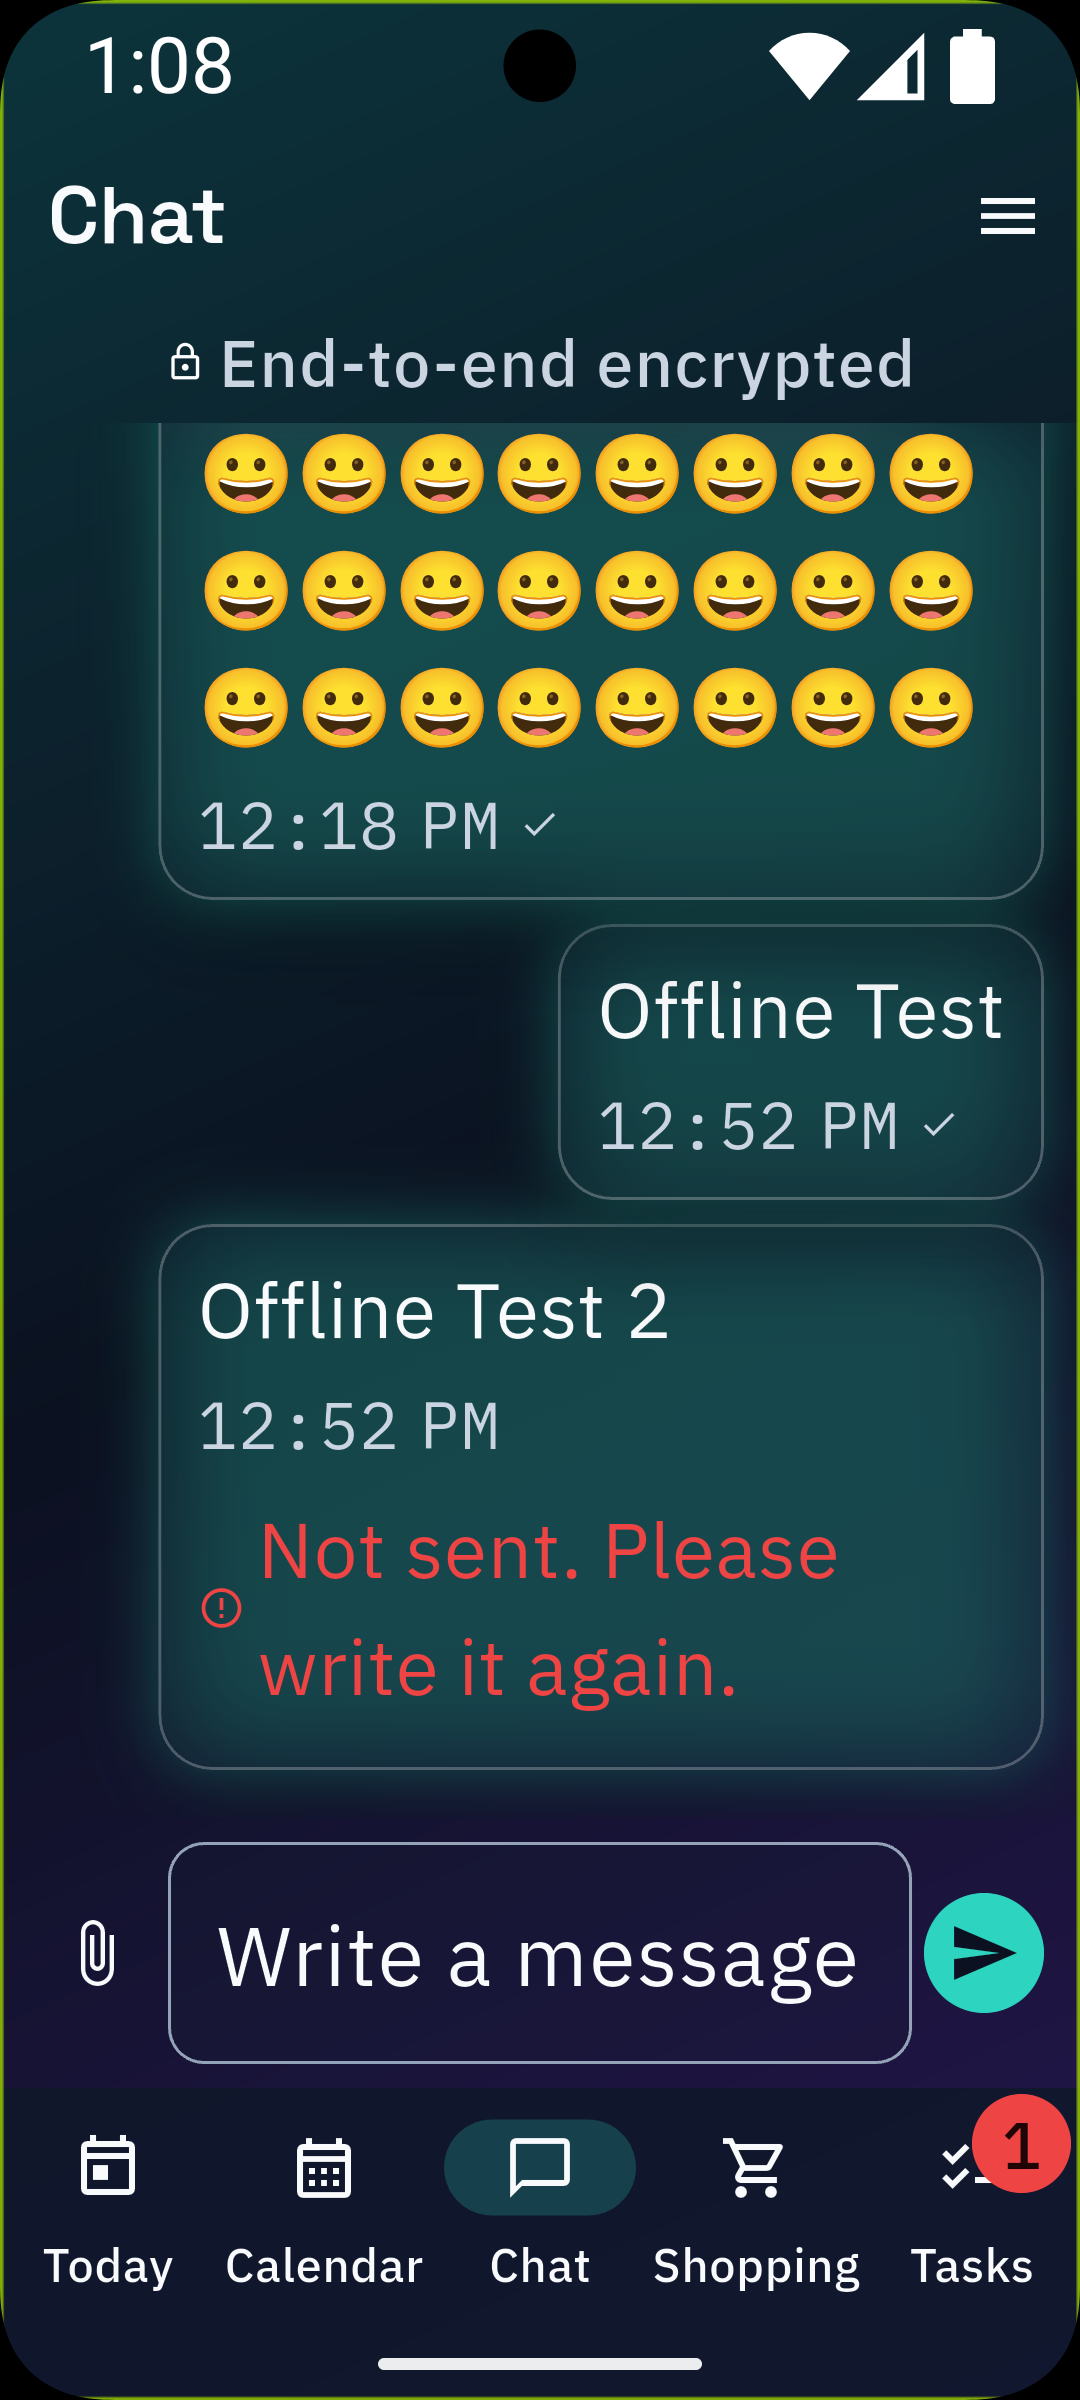 1:08
Chat
End-to-end encrypted
😀😀😀😀😀😀😀😀
😀😀😀😀😀😀😀😀
😀😀😀😀😀😀😀😀
12:18 PM ✓
Offline Test
12:52 PM ✓
Offline Test 2
12:52 PM
Not sent. Please
write it again.
Write a message
1
Today Calendar Chat Shopping Tasks